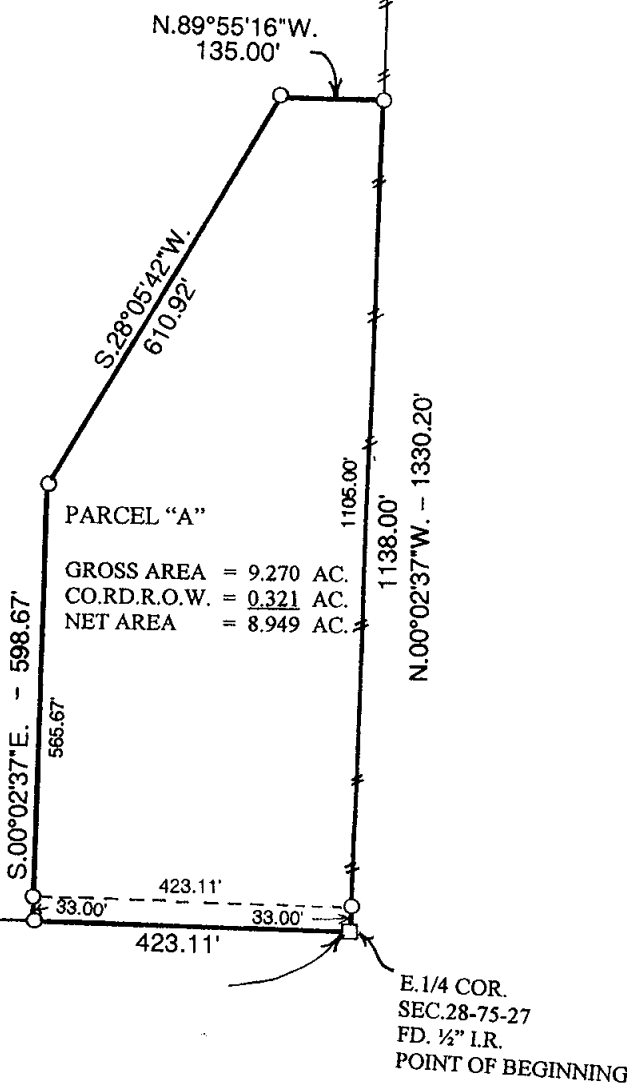 N.89°55'16"W.
135.00'
S.28°05'42"W.
610.92'
1105.00'
1138.00'
N.00°02'37"W. – 1330.20'
PARCEL “A”
GROSS AREA = 9.270 AC.
CO.RD.R.O.W. = 0.321 AC.
NET AREA = 8.949 AC.
S.00°02'37"E. – 598.67'
565.67'
423.11'
33.00'
33.00'
423.11'
E.1/4 COR.
SEC.28-75-27
FD. ½” I.R.
POINT OF BEGINNING